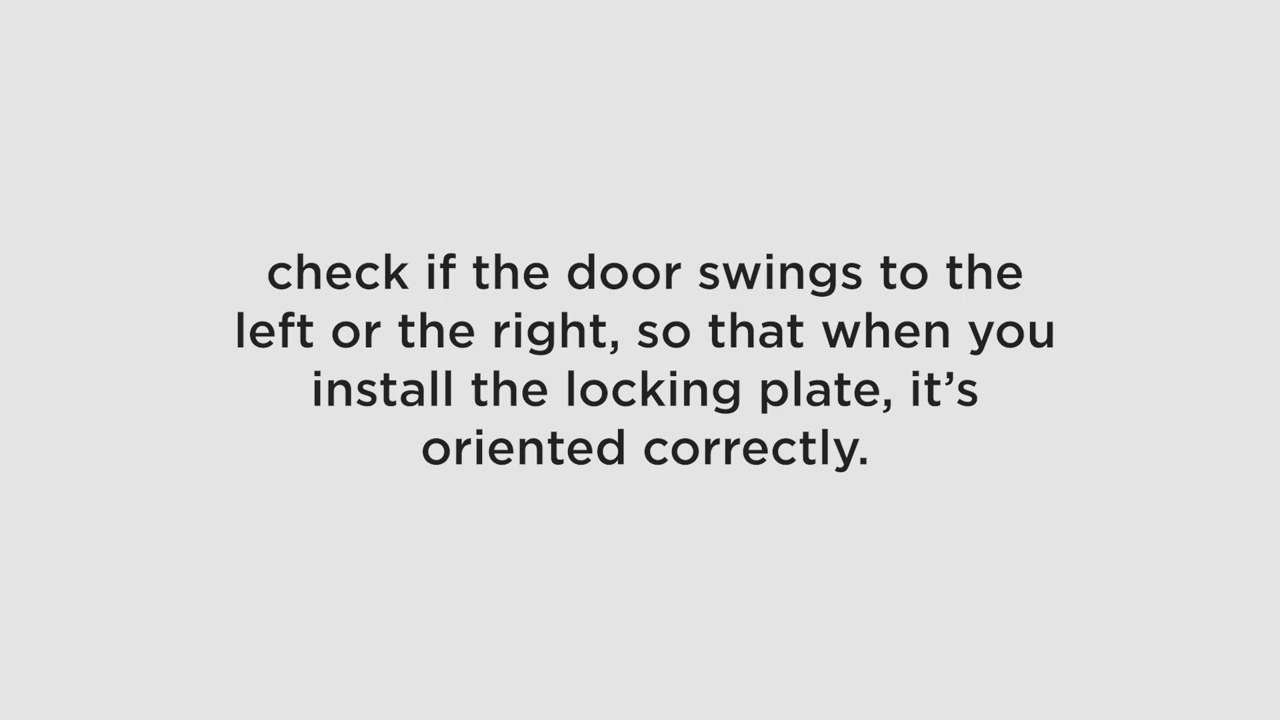 check if the door swings to the
left or the right, so that when you
install the locking plate, it’s
oriented correctly.